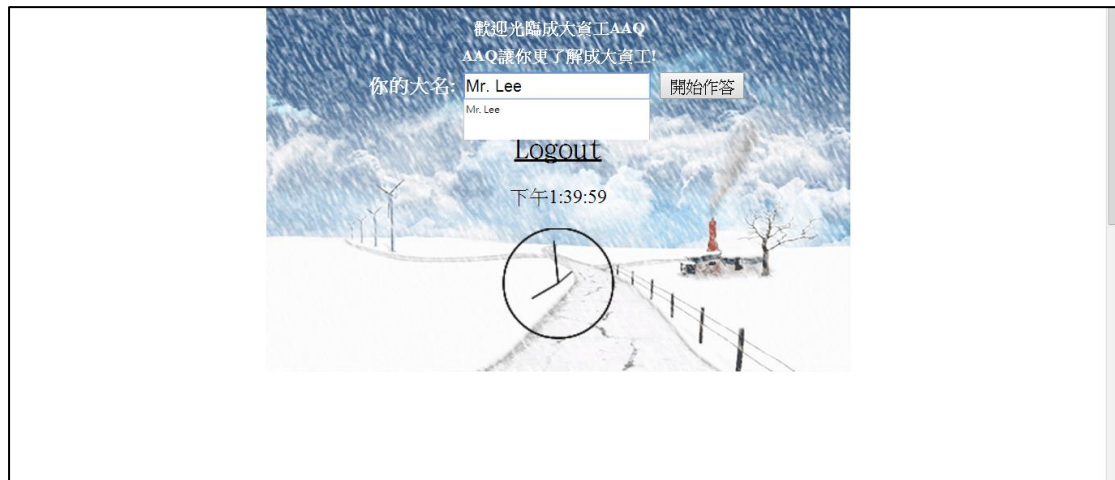 歡迎光臨成大資工AAQ
AAQ讓你更了解成大資工!
你的大名: Mr. Lee 開始作答
Mr. Lee
Logout
下午1:39:59